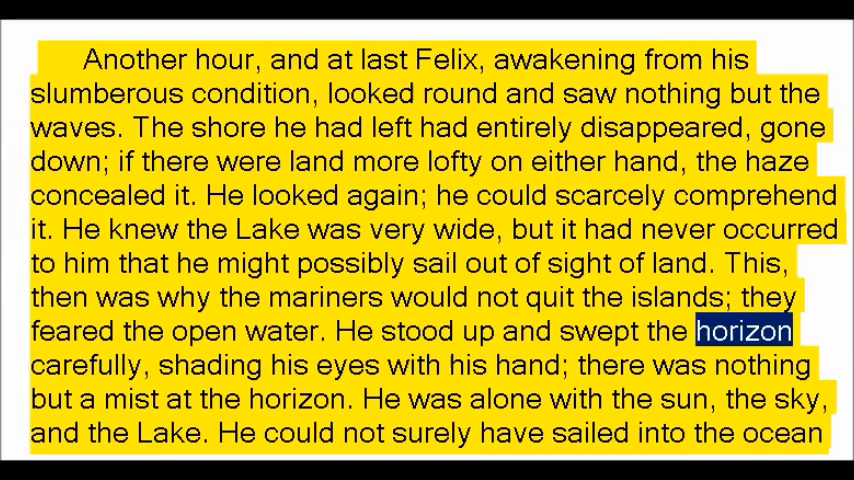 Another hour, and at last Felix, awakening from his
slumberous condition, looked round and saw nothing but the
waves. The shore he had left had entirely disappeared, gone
down; if there were land more lofty on either hand, the haze
concealed it. He looked again; he could scarcely comprehend
it. He knew the Lake was very wide, but it had never occurred
to him that he might possibly sail out of sight of land. This,
then was why the mariners would not quit the islands; they
feared the open water. He stood up and swept the horizon
carefully, shading his eyes with his hand; there was nothing
but a mist at the horizon. He was alone with the sun, the sky,
and the Lake. He could not surely have sailed into the ocean